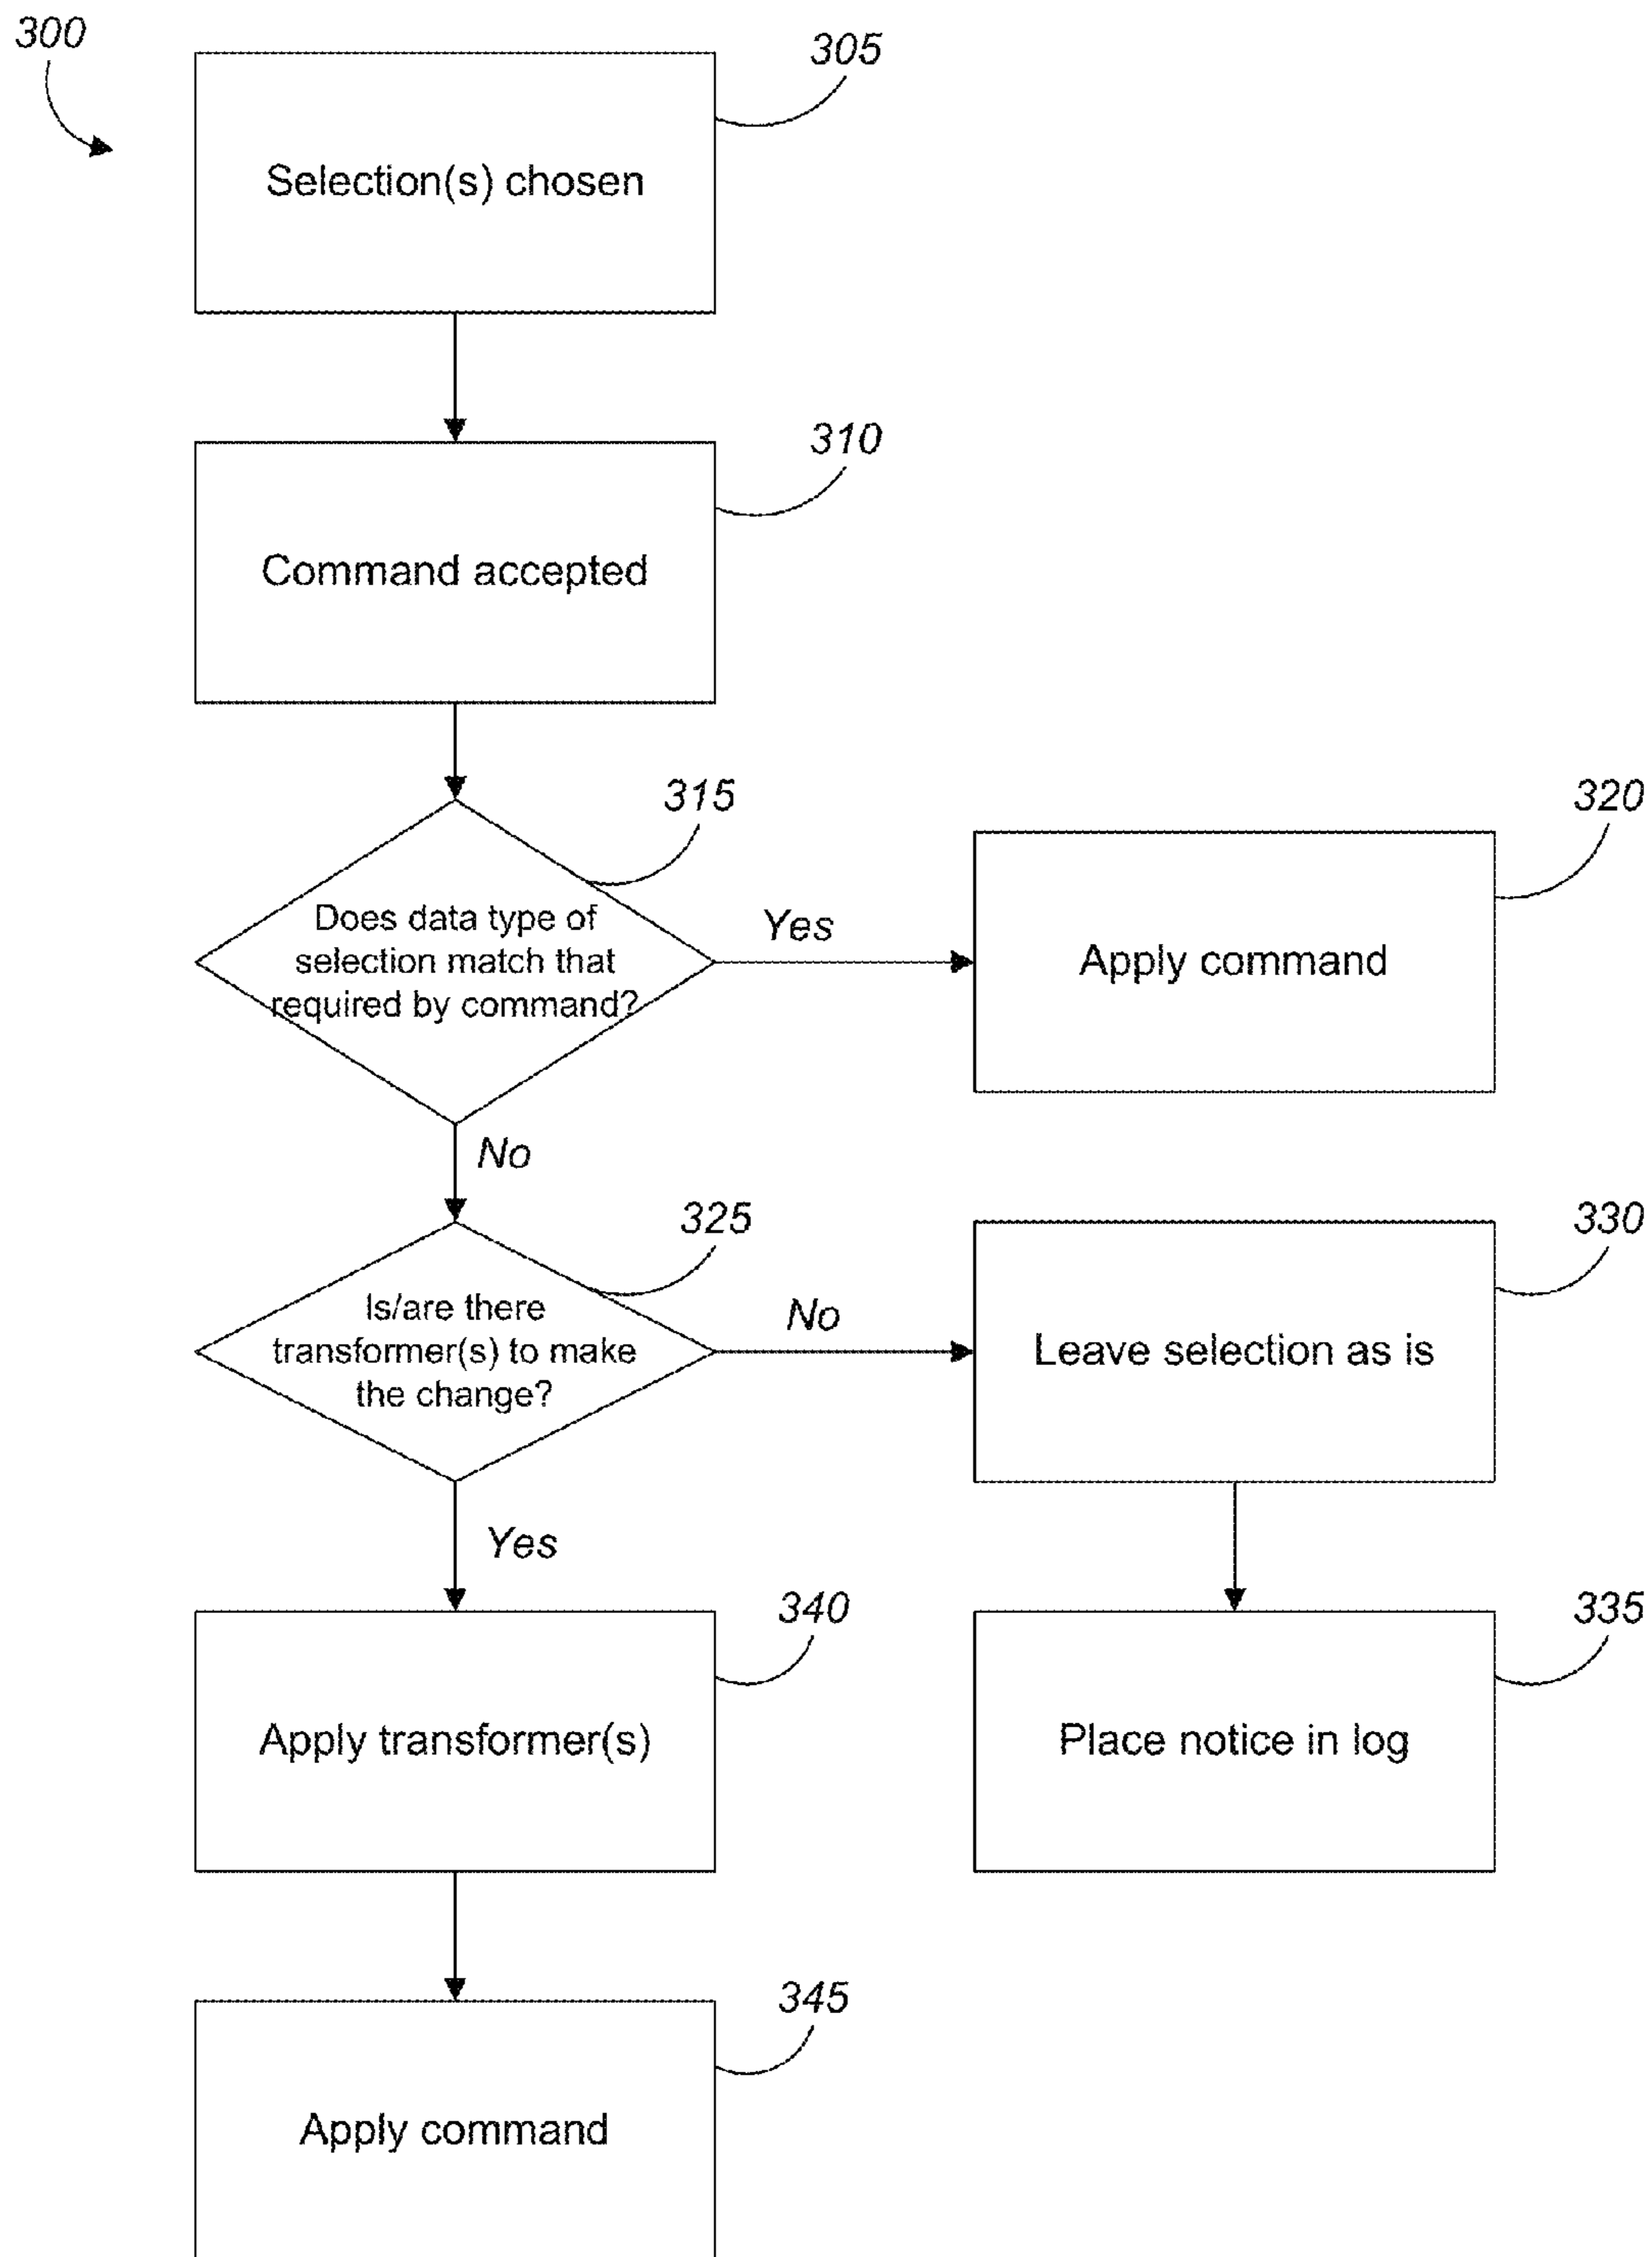 300
305
Selection(s) chosen
310
Command accepted
315
320
Does data type of
selection match that
required by command?
Yes
Apply command
No
325
330
Is/are there
transformer(s) to make
the change?
No
Leave selection as is
Yes
340
335
Apply transformer(s)
Place notice in log
345
Apply command